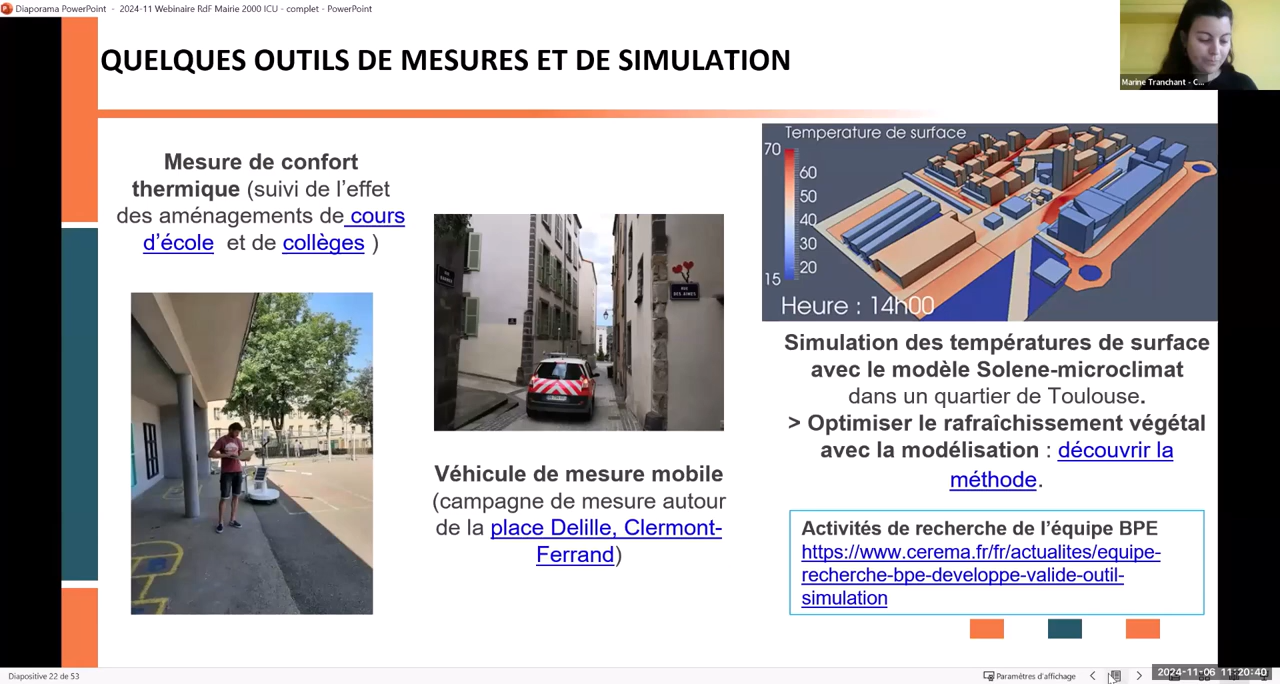 Diaporama PowerPoint - 2024-11 Webinaire RdF Mairie 2000 ICU - complet - PowerPoint
Marine Tranchant - C...
QUELQUES OUTILS DE MESURES ET DE SIMULATION
Mesure de confort
thermique (suivi de l'effet
des aménagements de cours
d'école et de collèges )
RUE
DES AIMES
Véhicule de mesure mobile
(campagne de mesure autour
de la place Delille, Clermont-
Ferrand)
Temperature de surface
70
60
50
40
30
20
15
Heure : 14h00
Simulation des températures de surface
avec le modèle Solene-microclimat
dans un quartier de Toulouse.
> Optimiser le rafraîchissement végétal
avec la modélisation : découvrir la
méthode.
Activités de recherche de l'équipe BPE
https://www.cerema.fr/fr/actualites/equipe-
recherche-bpe-developpe-valide-outil-
simulation
Diapositive 22 de 53
Paramètres d'affichage
2024-11-06 11:20:40